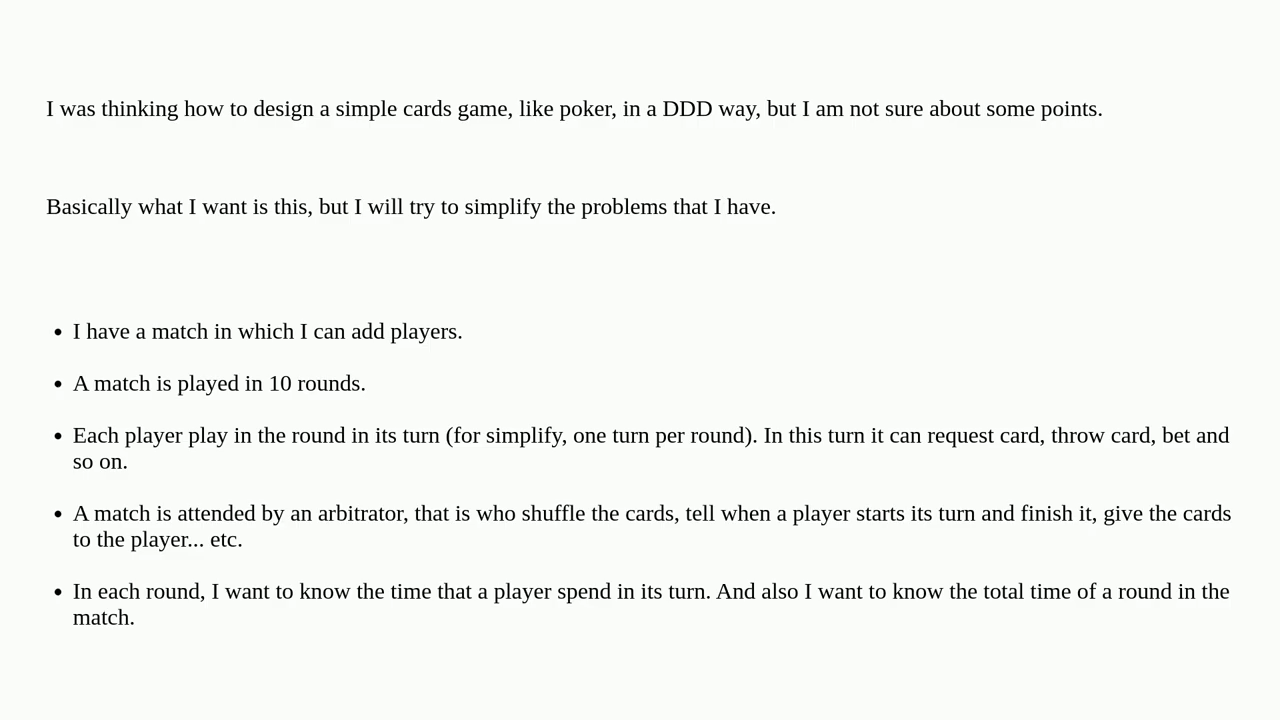 I was thinking how to design a simple cards game, like poker, in a DDD way, but I am not sure about some points.
Basically what I want is this, but I will try to simplify the problems that I have.
• I have a match in which I can add players.
• A match is played in 10 rounds.
• Each player play in the round in its turn (for simplify, one turn per round). In this turn it can request card, throw card, bet and
so on.
• A match is attended by an arbitrator, that is who shuffle the cards, tell when a player starts its turn and finish it, give the cards
to the player... etc.
• In each round, I want to know the time that a player spend in its turn. And also I want to know the total time of a round in the
match.